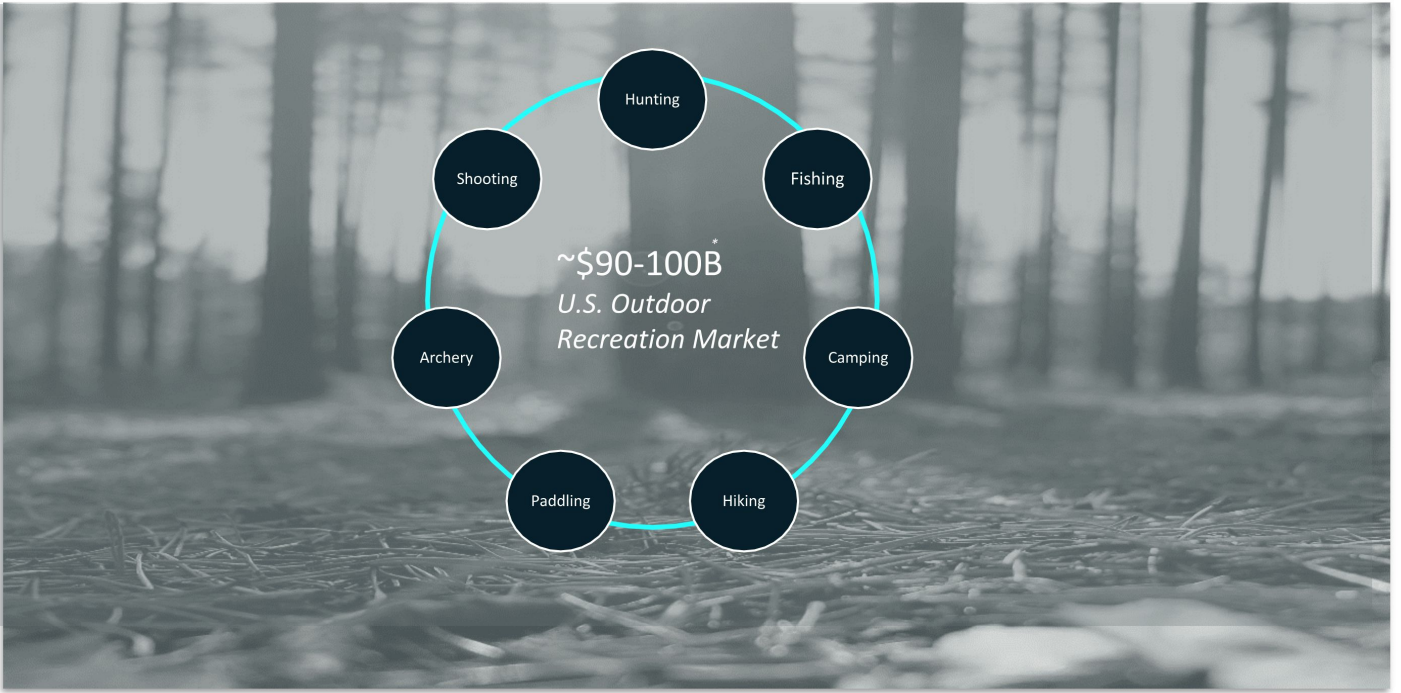 Hunting
Shooting
Fishing
~$90-100B*
U.S. Outdoor
Recreation Market
Archery
Camping
Paddling
Hiking